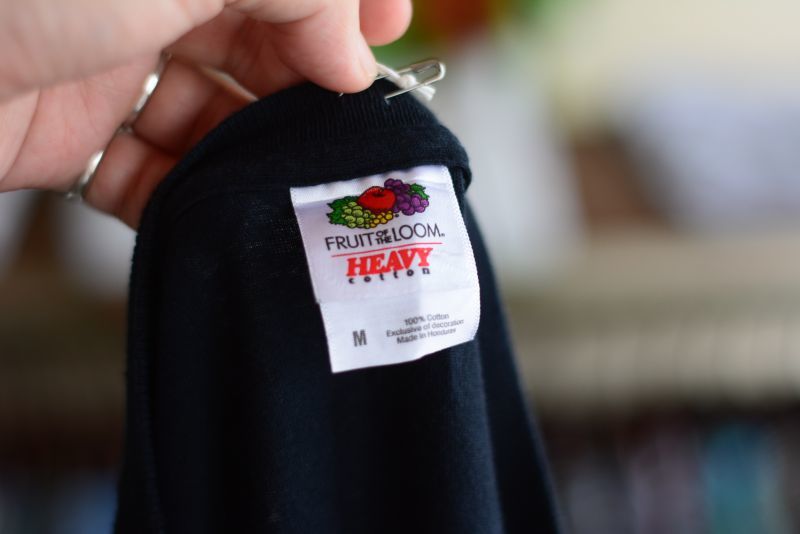 FRUIT OF THE LOOM®
HEAVY
cotton
M
100% Cotton
Exclusive of decoration
Made in Honduras